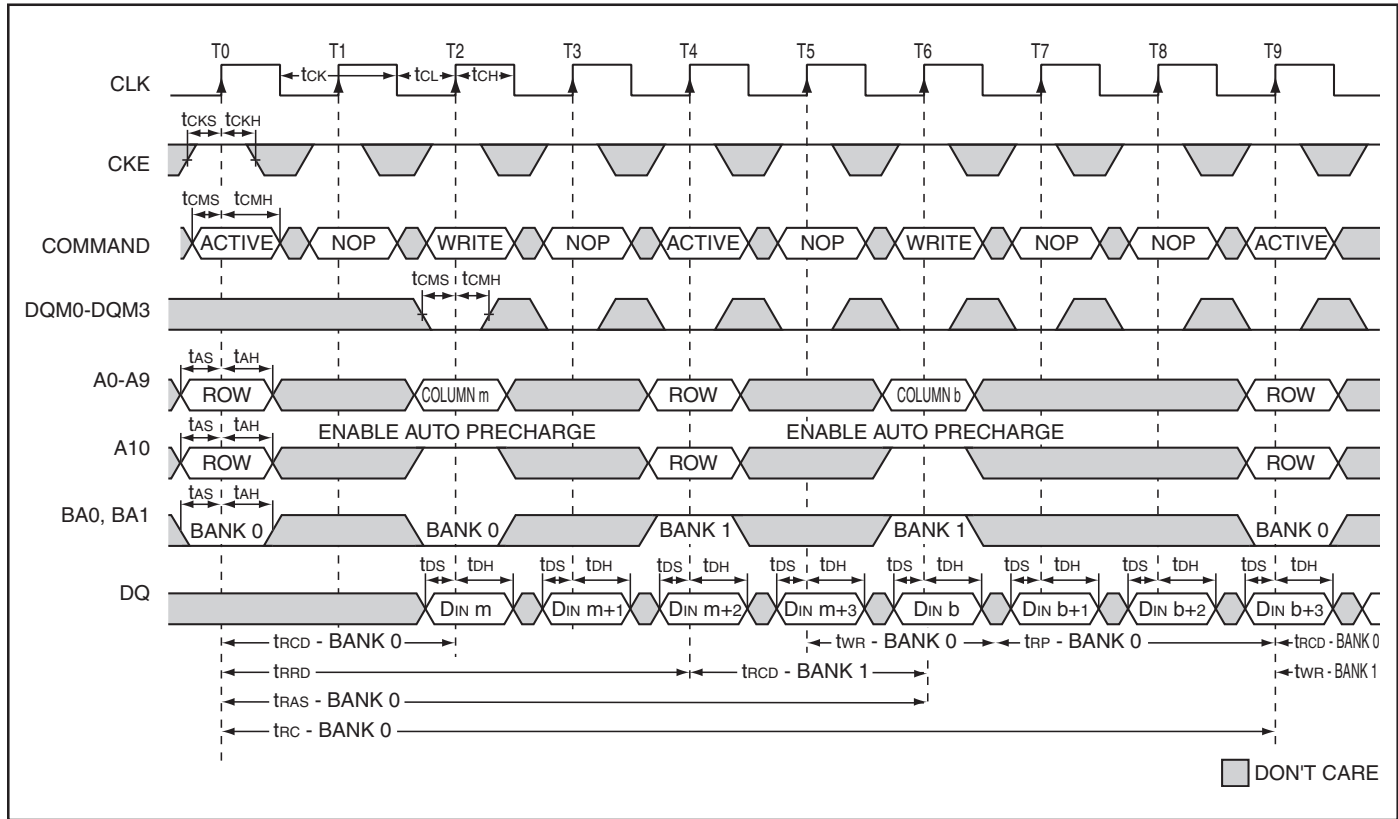 T0 T1 T2 T3 T4 T5 T6 T7 T8 T9
CLK tCK tCL tCH
tCKS tCKH
CKE
tCMS tCMH
COMMAND ACTIVE NOP WRITE NOP ACTIVE NOP WRITE NOP NOP ACTIVE
tCMS tCMH
DQM0-DQM3
tAS tAH
A0-A9 ROW COLUMN m ROW COLUMN b ROW
tAS tAH ENABLE AUTO PRECHARGE ENABLE AUTO PRECHARGE
A10 ROW ROW ROW
tAS tAH
BA0, BA1 BANK 0 BANK 0 BANK 1 BANK 1 BANK 0
tDS tDH tDS tDH tDS tDH tDS tDH tDS tDH tDS tDH tDS tDH tDS tDH
DQ DIN m DIN m+1 DIN m+2 DIN m+3 DIN b DIN b+1 DIN b+2 DIN b+3
tRCD - BANK 0 tWR - BANK 0 tRP - BANK 0 tRCD - BANK 0
tRRD tRCD - BANK 1 tWR - BANK 1
tRAS - BANK 0
tRC - BANK 0
DON'T CARE